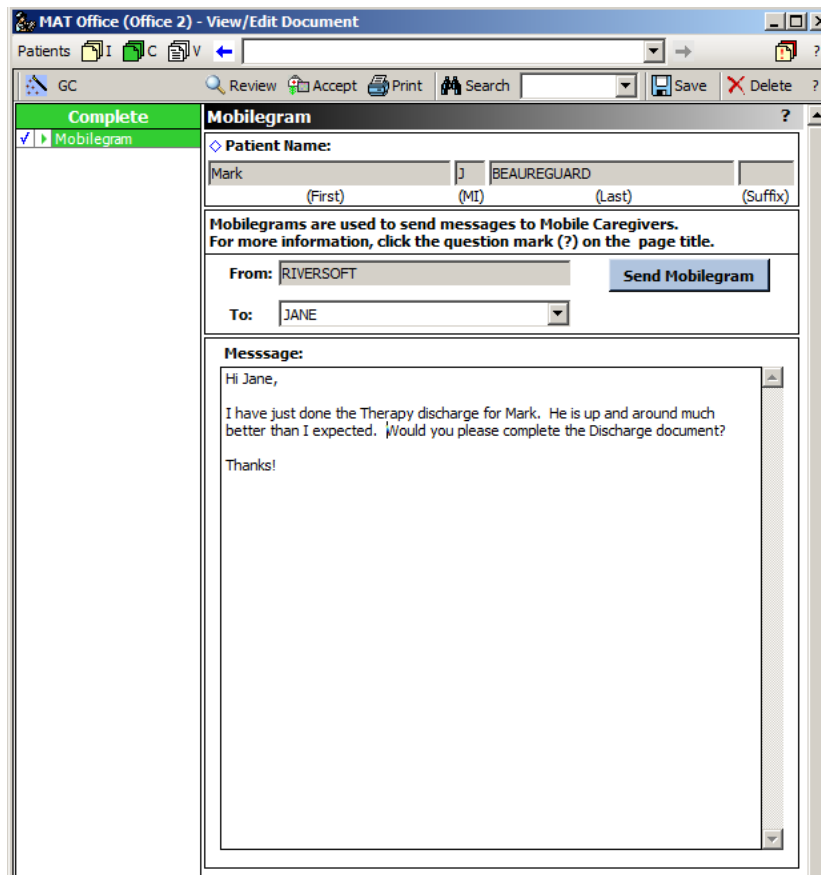 MAT Office (Office 2) - View/Edit Document
Patients I C V ?
GC Review Accept Print Search Save Delete ?
Complete
Mobilegram
Mobilegram ?
Patient Name:
Mark J BEAUREGUARD
(First) (MI) (Last) (Suffix)
Mobilegrams are used to send messages to Mobile Caregivers.
For more information, click the question mark (?) on the page title.
From: RIVERSOFT Send Mobilegram
To: JANE
Messsage:
Hi Jane,
I have just done the Therapy discharge for Mark. He is up and around much
better than I expected. Would you please complete the Discharge document?
Thanks!